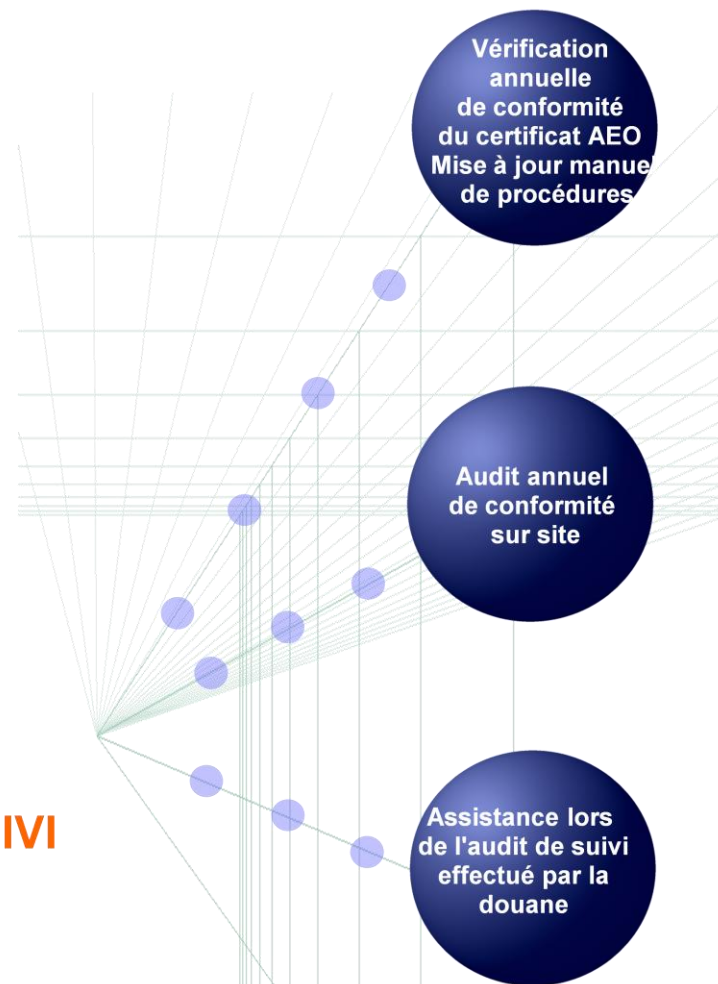 Vérification
annuelle
de conformité
du certificat AEO
Mise à jour manuel
de procédures
Audit annuel
de conformité
sur site
IVI
Assistance lors
de l'audit de suivi
effectué par la
douane